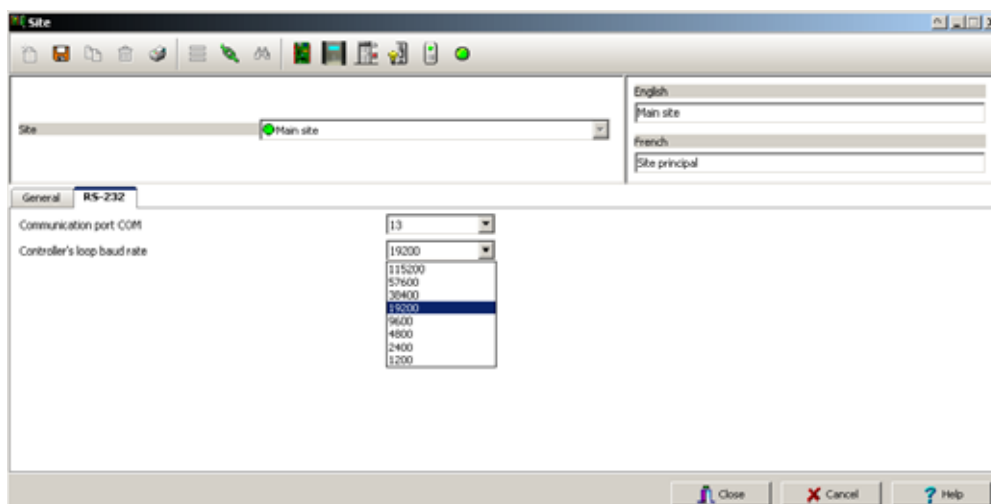 Site
English
Main site
Site Main site
French
Site principal
General RS-232
Communication port COM 13
Controller's loop baud rate 19200
115200
57600
38400
19200
9600
4800
2400
1200
Close Cancel Help